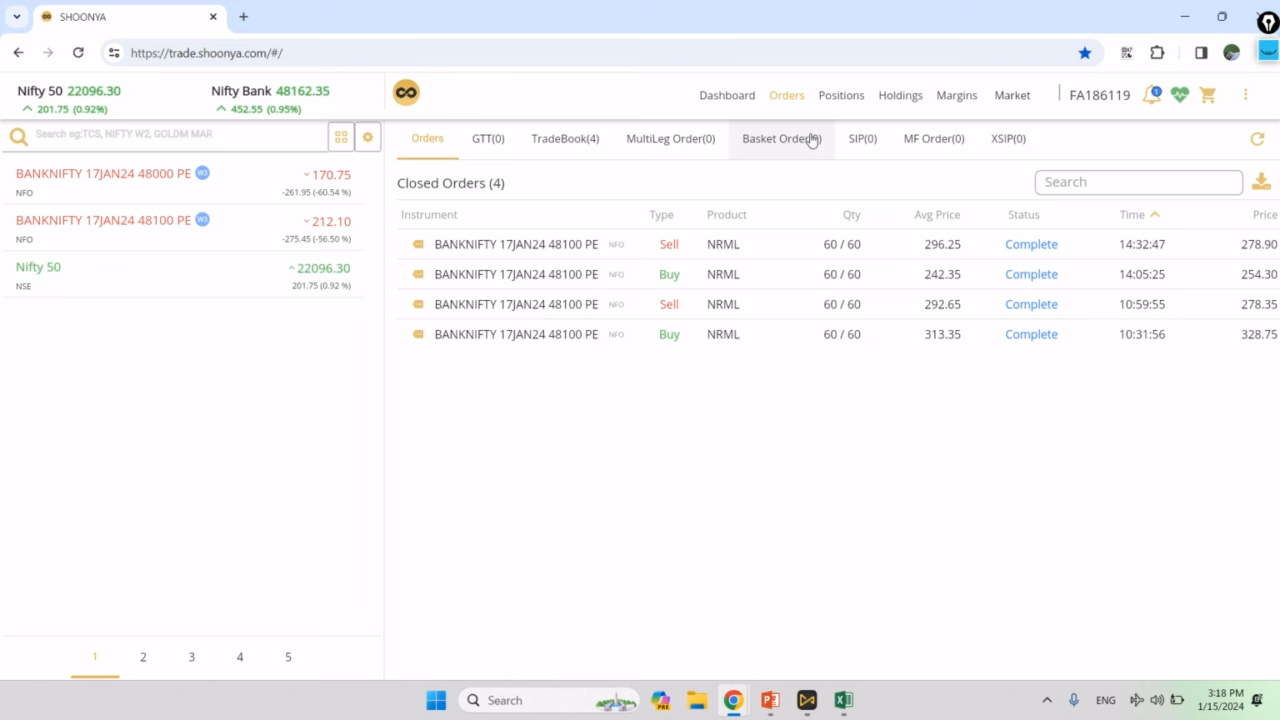 SHOONYA
https://trade.shoonya.com/#/
Nifty 50 22096.30
201.75 (0.92%)
Nifty Bank 48162.35
452.55 (0.95%)
Dashboard Orders Positions Holdings Margins Market FA186119 1
Search eg:TCS, NIFTY W2, GOLDM MAR
Orders GTT(0) TradeBook(4) MultiLeg Order(0) Basket Order SIP(0) MF Order(0) XSIP(0)
BANKNIFTY 17JAN24 48000 PE W3 170.75
NFO -261.95 (-60.54 %)
BANKNIFTY 17JAN24 48100 PE W3 212.10
NFO -275.45 (-56.50 %)
Nifty 50 22096.30
NSE 201.75 (0.92 %)
1 2 3 4 5
Closed Orders (4) Search
Instrument Type Product Qty Avg Price Status Time Price
BANKNIFTY 17JAN24 48100 PE NFO Sell NRML 60 / 60 296.25 Complete 14:32:47 278.90
BANKNIFTY 17JAN24 48100 PE NFO Buy NRML 60 / 60 242.35 Complete 14:05:25 254.30
BANKNIFTY 17JAN24 48100 PE NFO Sell NRML 60 / 60 292.65 Complete 10:59:55 278.35
BANKNIFTY 17JAN24 48100 PE NFO Buy NRML 60 / 60 313.35 Complete 10:31:56 328.75
Search PRE ENG 3:18 PM
1/15/2024